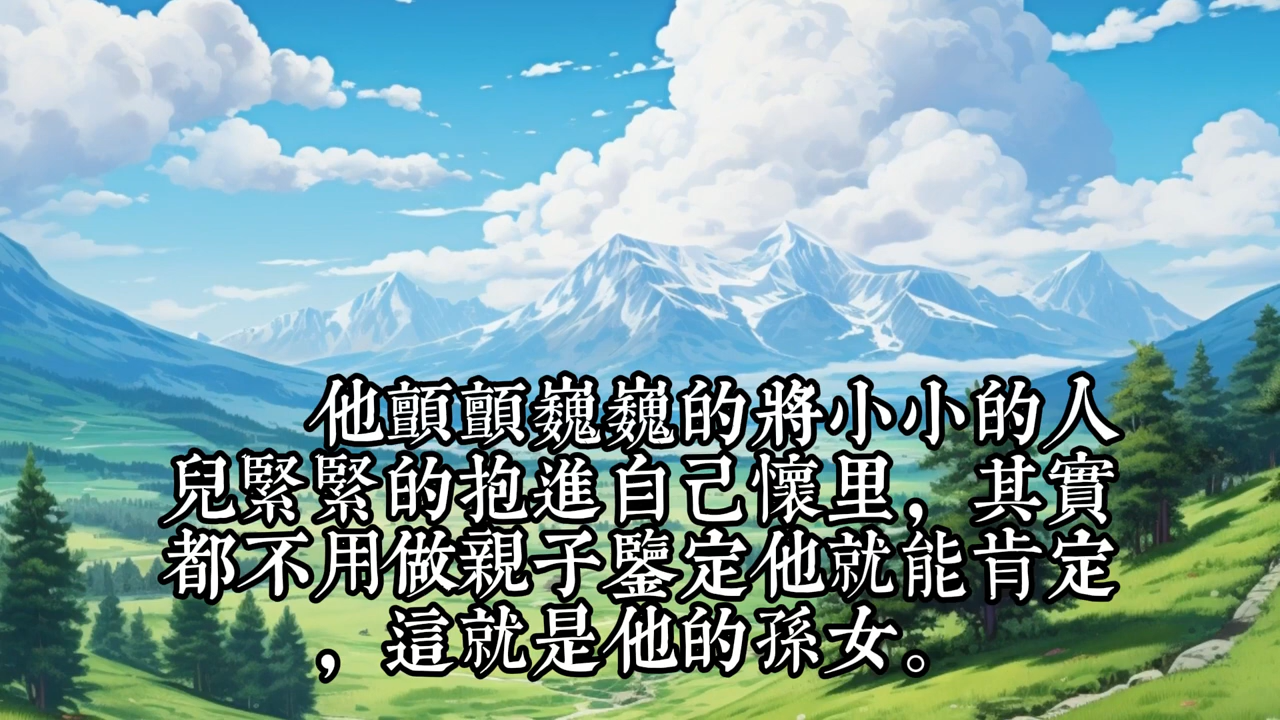 他顫顫巍巍的將小小的人
兒緊緊的抱進自己懷里，其實
都不用做親子鑒定他就能肯定
，這就是他的孫女。